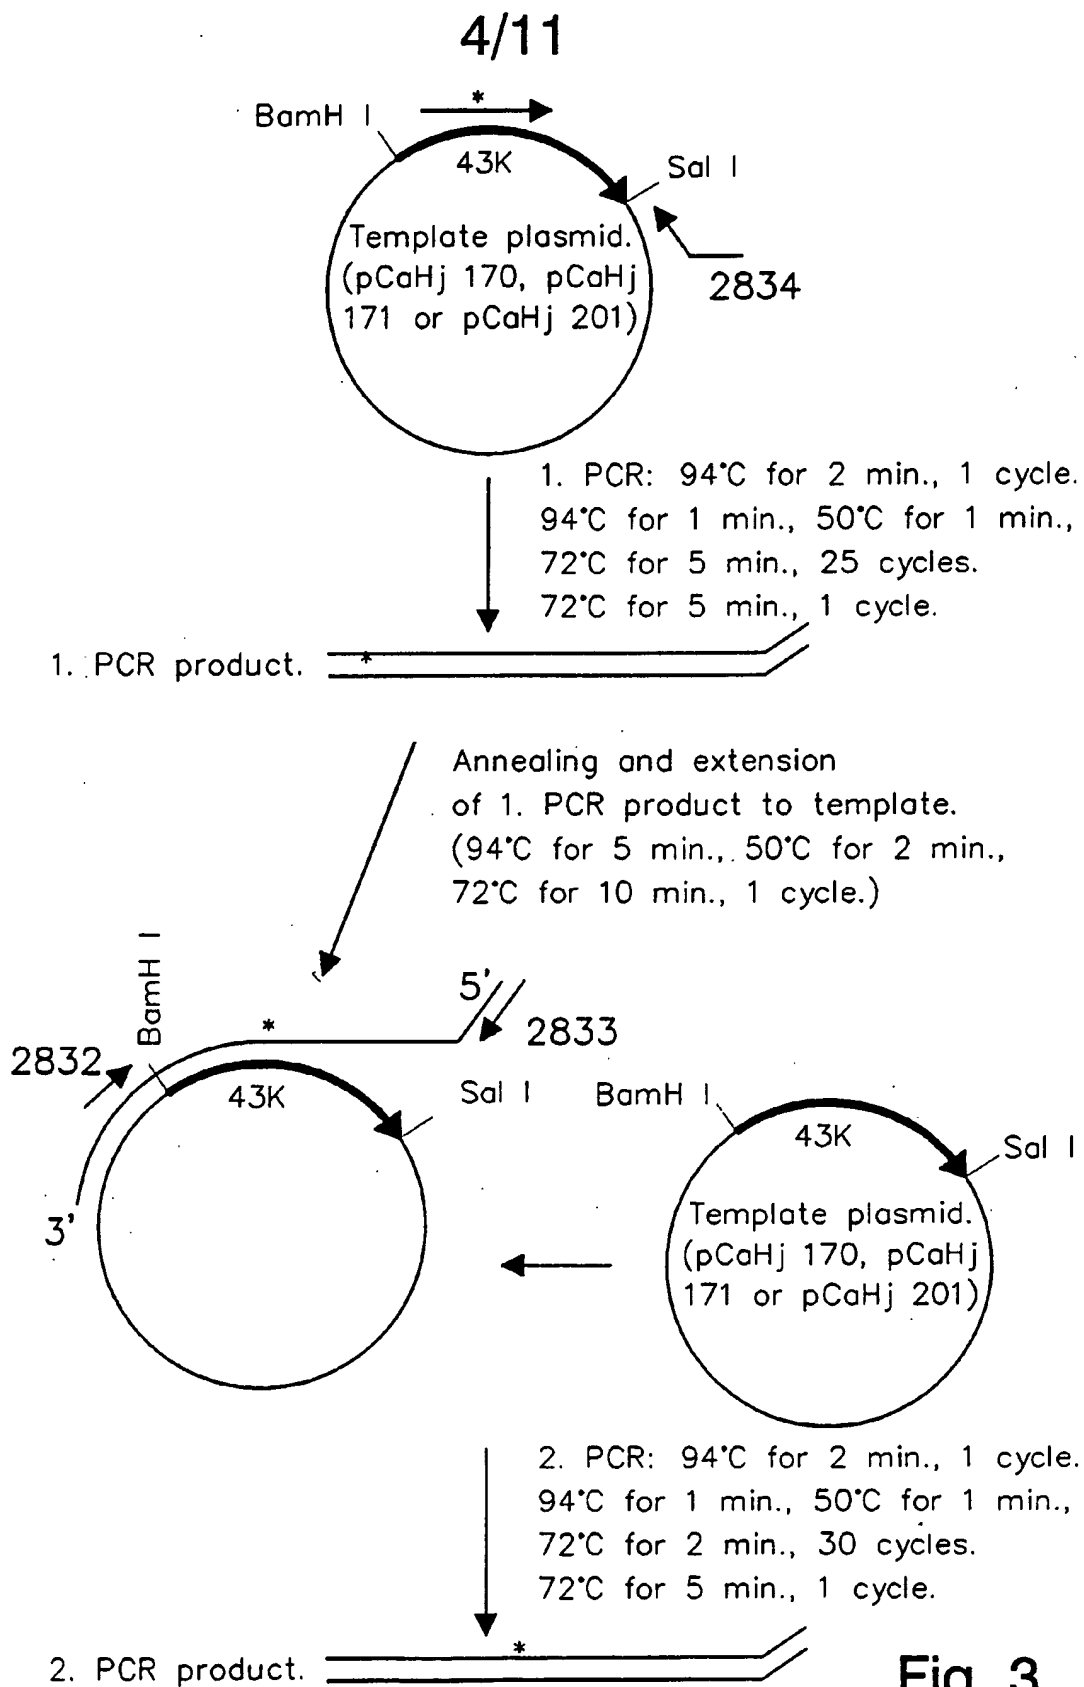 4/11
*
BamH I
43K
Sal I
Template plasmid.
(pCaHj 170, pCaHj
171 or pCaHj 201)
2834
1. PCR: 94°C for 2 min., 1 cycle.
94°C for 1 min., 50°C for 1 min.,
72°C for 5 min., 25 cycles.
72°C for 5 min., 1 cycle.
1. PCR product.
*
Annealing and extension
of 1. PCR product to template.
(94°C for 5 min., 50°C for 2 min.,
72°C for 10 min., 1 cycle.)
BamH I
*
5'
2833
2832
43K
Sal I
3'
BamH I
43K
Sal I
Template plasmid.
(pCaHj 170, pCaHj
171 or pCaHj 201)
2. PCR: 94°C for 2 min., 1 cycle.
94°C for 1 min., 50°C for 1 min.,
72°C for 2 min., 30 cycles.
72°C for 5 min., 1 cycle.
*
2. PCR product.
Fig. 3